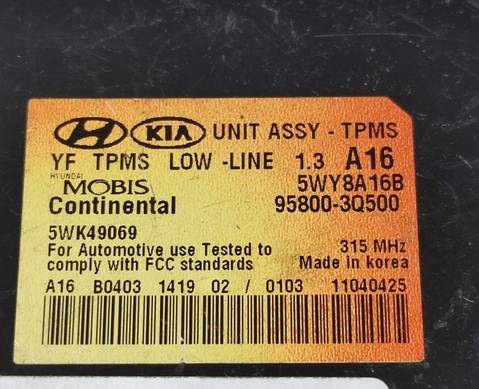 KIA UNIT ASSY - TPMS
YF TPMS LOW -LINE 1.3 A16
HYUNDAI
MOBIS 5WY8A16B
Continental 95800-3Q500
5WK49069
For Automotive use Tested to 315 MHz
comply with FCC standards Made in korea
A16 B0403 1419 02 / 0103 11040425